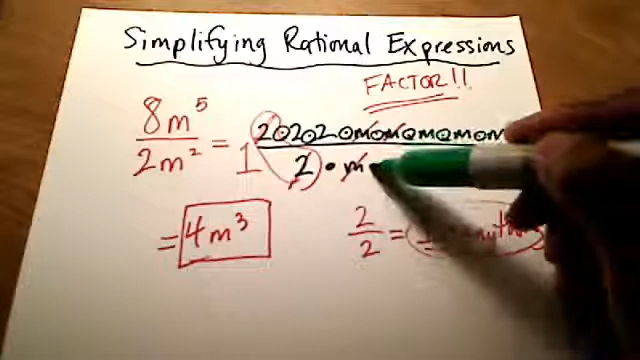 Simplifying Rational Expressions
FACTOR!!
8m⁵ / 2m² = 2·2·2·m·m·m·m·m / 2·m
1
= 4m³
2/2 =